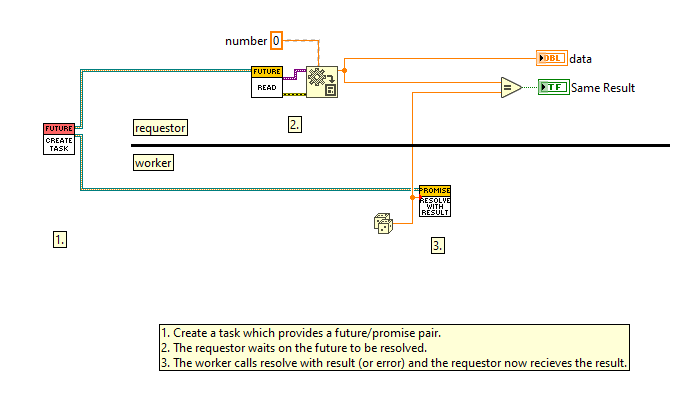 number 0
FUTURE
READ
DBL data
= TF Same Result
2.
requestor
FUTURE
CREATE
TASK
worker
PROMISE
RESOLVE
WITH
RESULT
1.
3.
1. Create a task which provides a future/promise pair.
2. The requestor waits on the future to be resolved.
3. The worker calls resolve with result (or error) and the requestor now recieves the result.